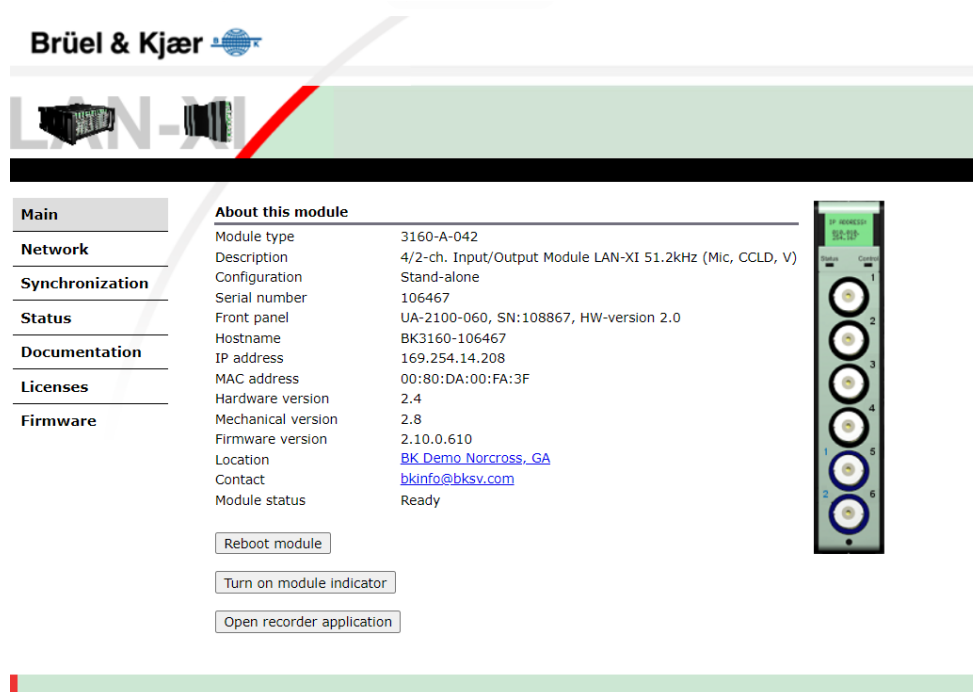 Brüel & Kjær
B K
LAN-XI
Main
Network
Synchronization
Status
Documentation
Licenses
Firmware
About this module
Module type 3160-A-042
Description 4/2-ch. Input/Output Module LAN-XI 51.2kHz (Mic, CCLD, V)
Configuration Stand-alone
Serial number 106467
Front panel UA-2100-060, SN:108867, HW-version 2.0
Hostname BK3160-106467
IP address 169.254.14.208
MAC address 00:80:DA:00:FA:3F
Hardware version 2.4
Mechanical version 2.8
Firmware version 2.10.0.610
Location BK Demo Norcross, GA
Contact bkinfo@bksv.com
Module status Ready
Reboot module
Turn on module indicator
Open recorder application
IP ADDRESS
Status Control
1
2
3
4
1 5
2 6